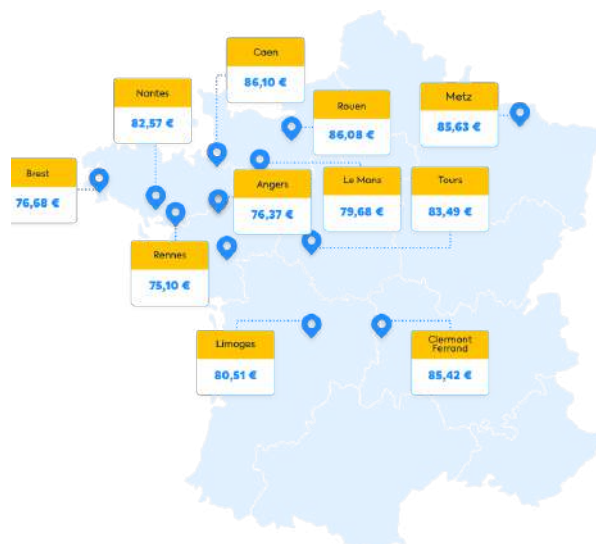 Caen
86,10 €
Nantes
82,57 €
Rouen
86,08 €
Metz
85,63 €
Brest
76,68 €
Angers
76,37 €
Le Mans
79,68 €
Tours
83,49 €
Rennes
75,10 €
Limoges
80,51 €
Clermont
Ferrand
85,42 €